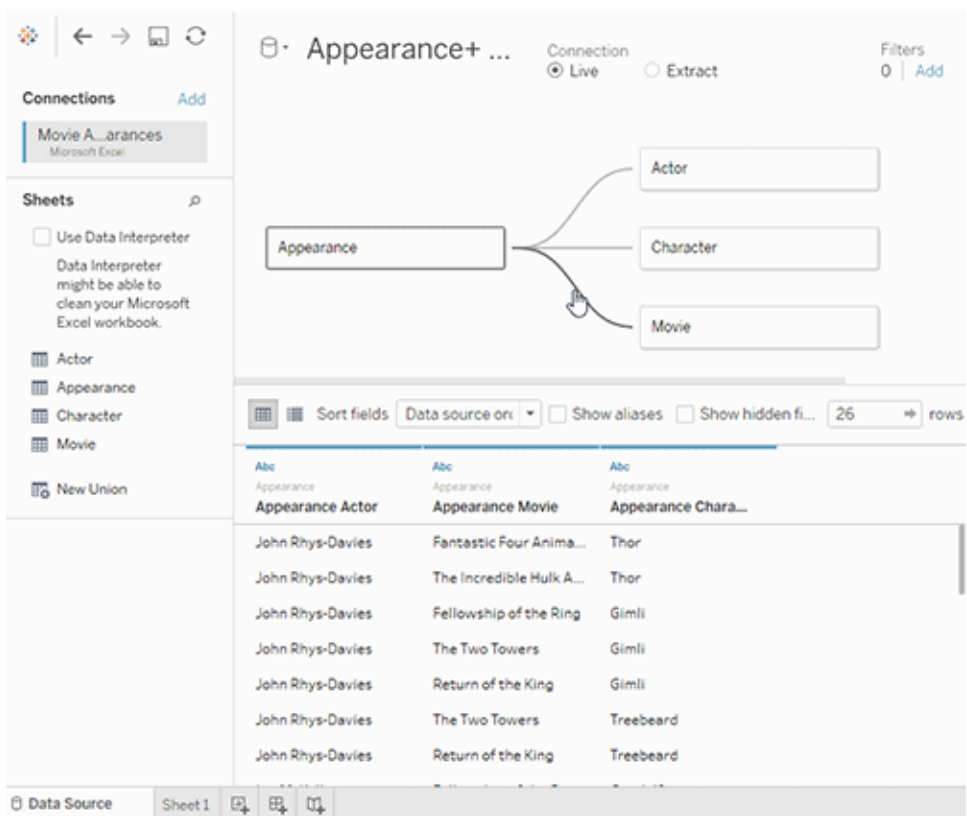 Appearance+ ...
Connection
Live
Extract
Filters
0 | Add
Connections
Add
Movie A...arances
Microsoft Excel
Sheets
Use Data Interpreter
Data Interpreter
might be able to
clean your Microsoft
Excel workbook.
Actor
Appearance
Character
Movie
New Union
Appearance
Actor
Character
Movie
Sort fields
Data source or
Show aliases
Show hidden fi...
26
rows
Abc Abc Abc
Appearance Appearance Appearance
Appearance Actor Appearance Movie Appearance Chara...
John Rhys-Davies Fantastic Four Anima... Thor
John Rhys-Davies The Incredible Hulk A... Thor
John Rhys-Davies Fellowship of the Ring Gimli
John Rhys-Davies The Two Towers Gimli
John Rhys-Davies Return of the King Gimli
John Rhys-Davies The Two Towers Treebeard
John Rhys-Davies Return of the King Treebeard
Data Source
Sheet 1